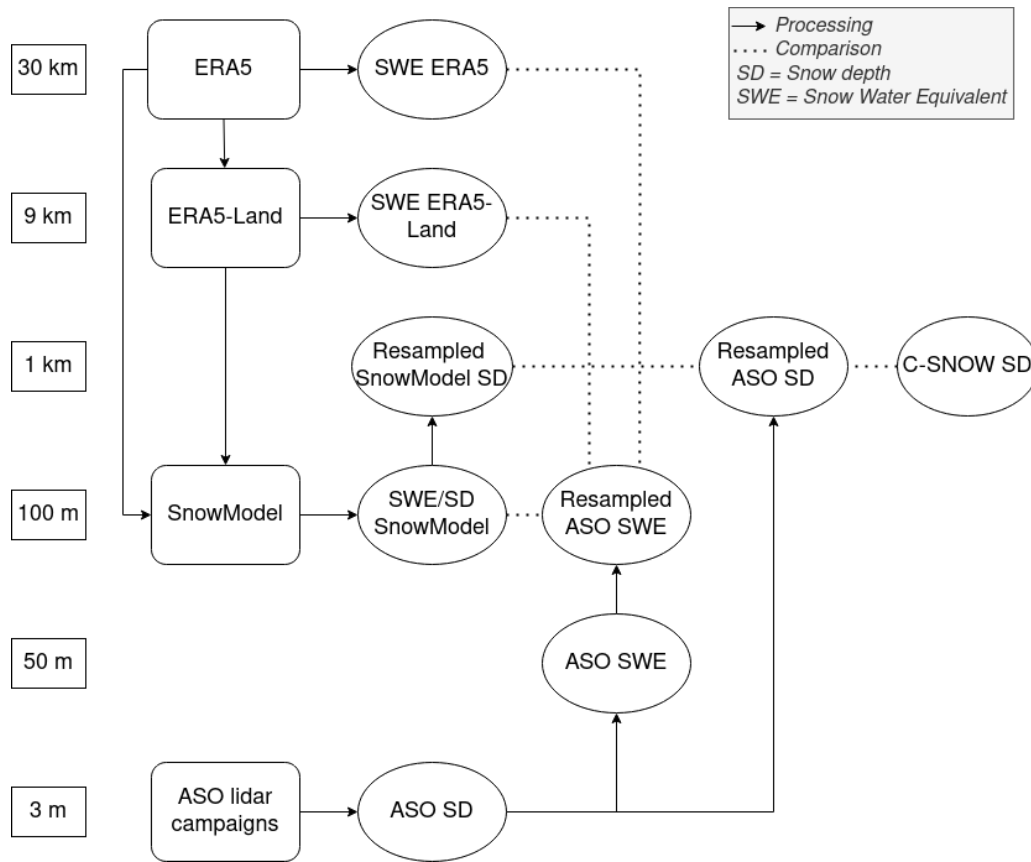 Processing
Comparison
SD = Snow depth
SWE = Snow Water Equivalent
30 km
ERA5
SWE ERA5
9 km
ERA5-Land
SWE ERA5-
Land
1 km
Resampled
SnowModel SD
Resampled
ASO SD
C-SNOW SD
100 m
SnowModel
SWE/SD
SnowModel
Resampled
ASO SWE
50 m
ASO SWE
3 m
ASO lidar
campaigns
ASO SD